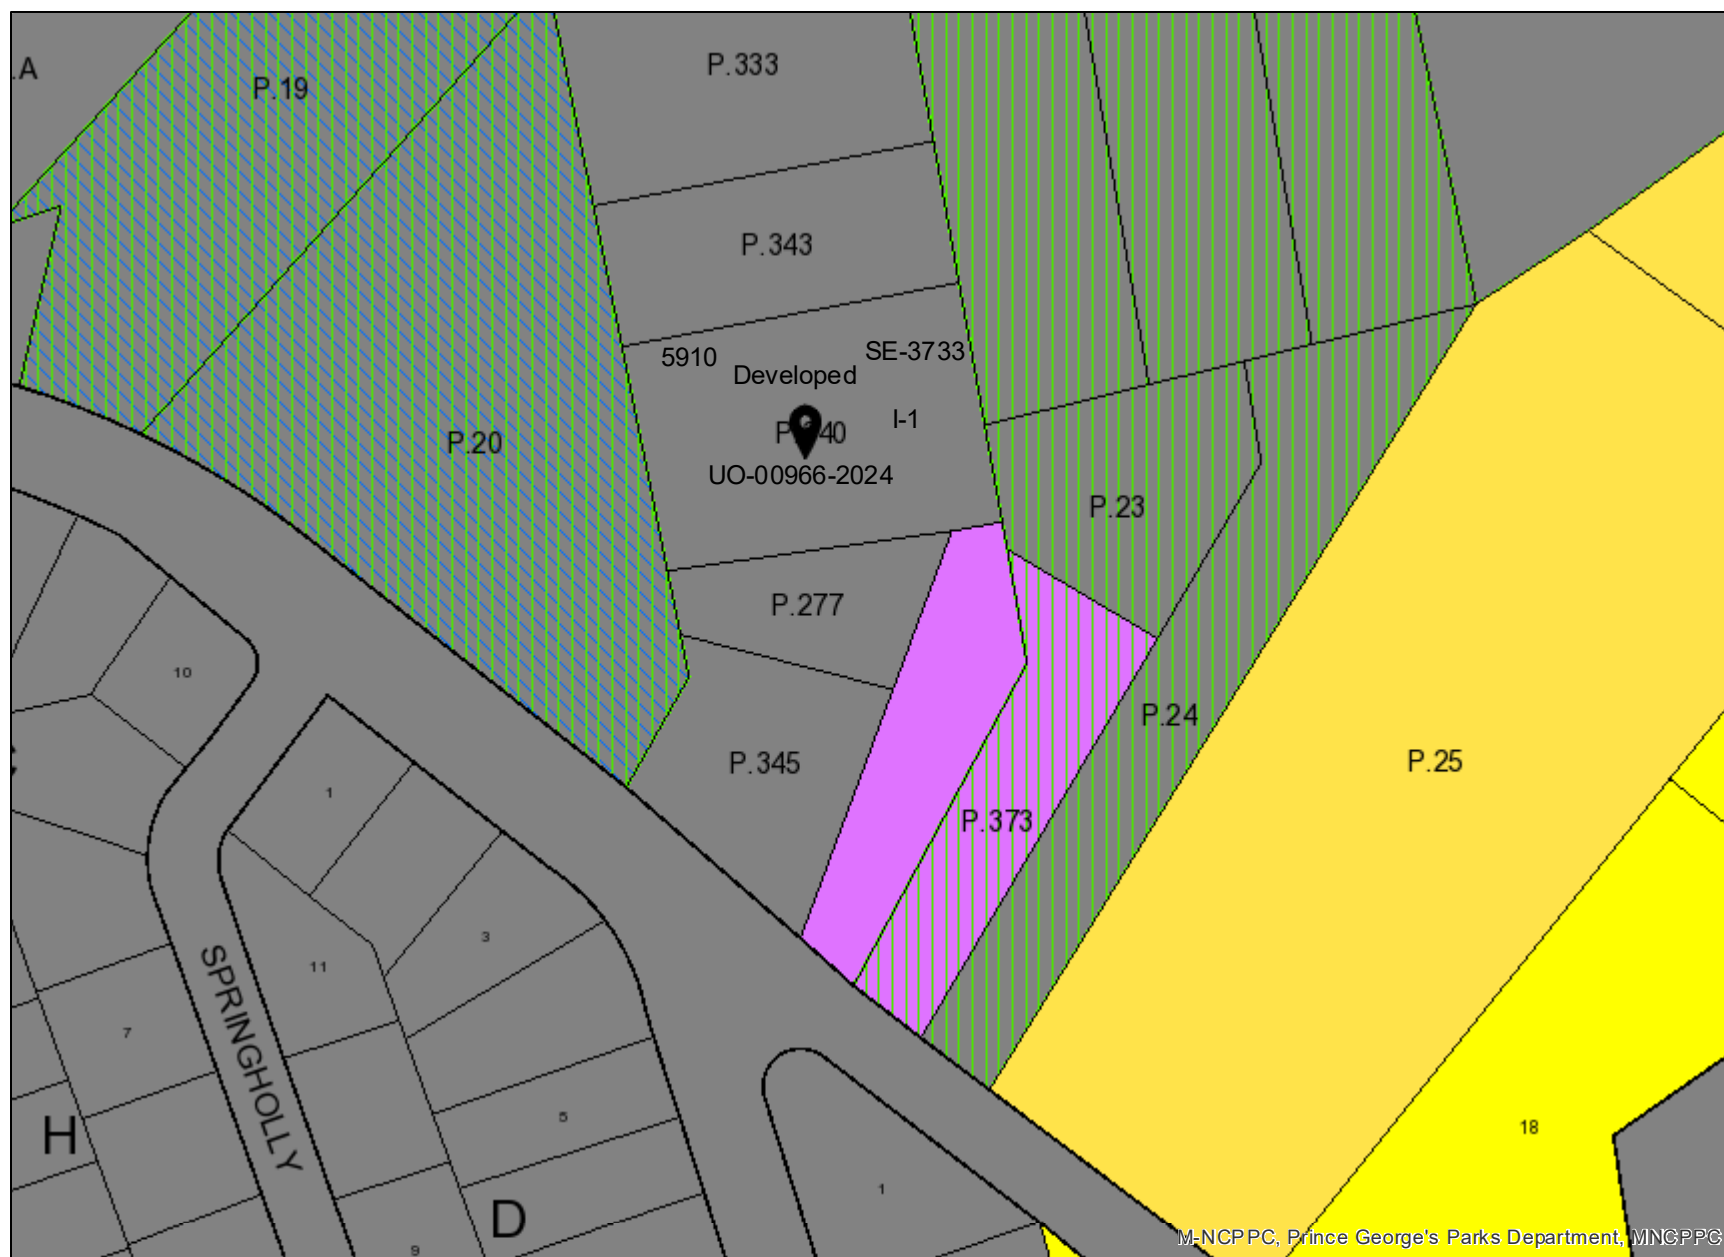 .A
P.19
P.333
P.343
5910
SE-3733
Developed
I-1
P.20
UO-00966-2024
P.23
P.277
10
P.24
P.345
P.25
1
P.373
3
11
SPRINGHOLLY
7
5
H
18
1
D
9
M-NCPPC, Prince George's Parks Department, MNCPPC